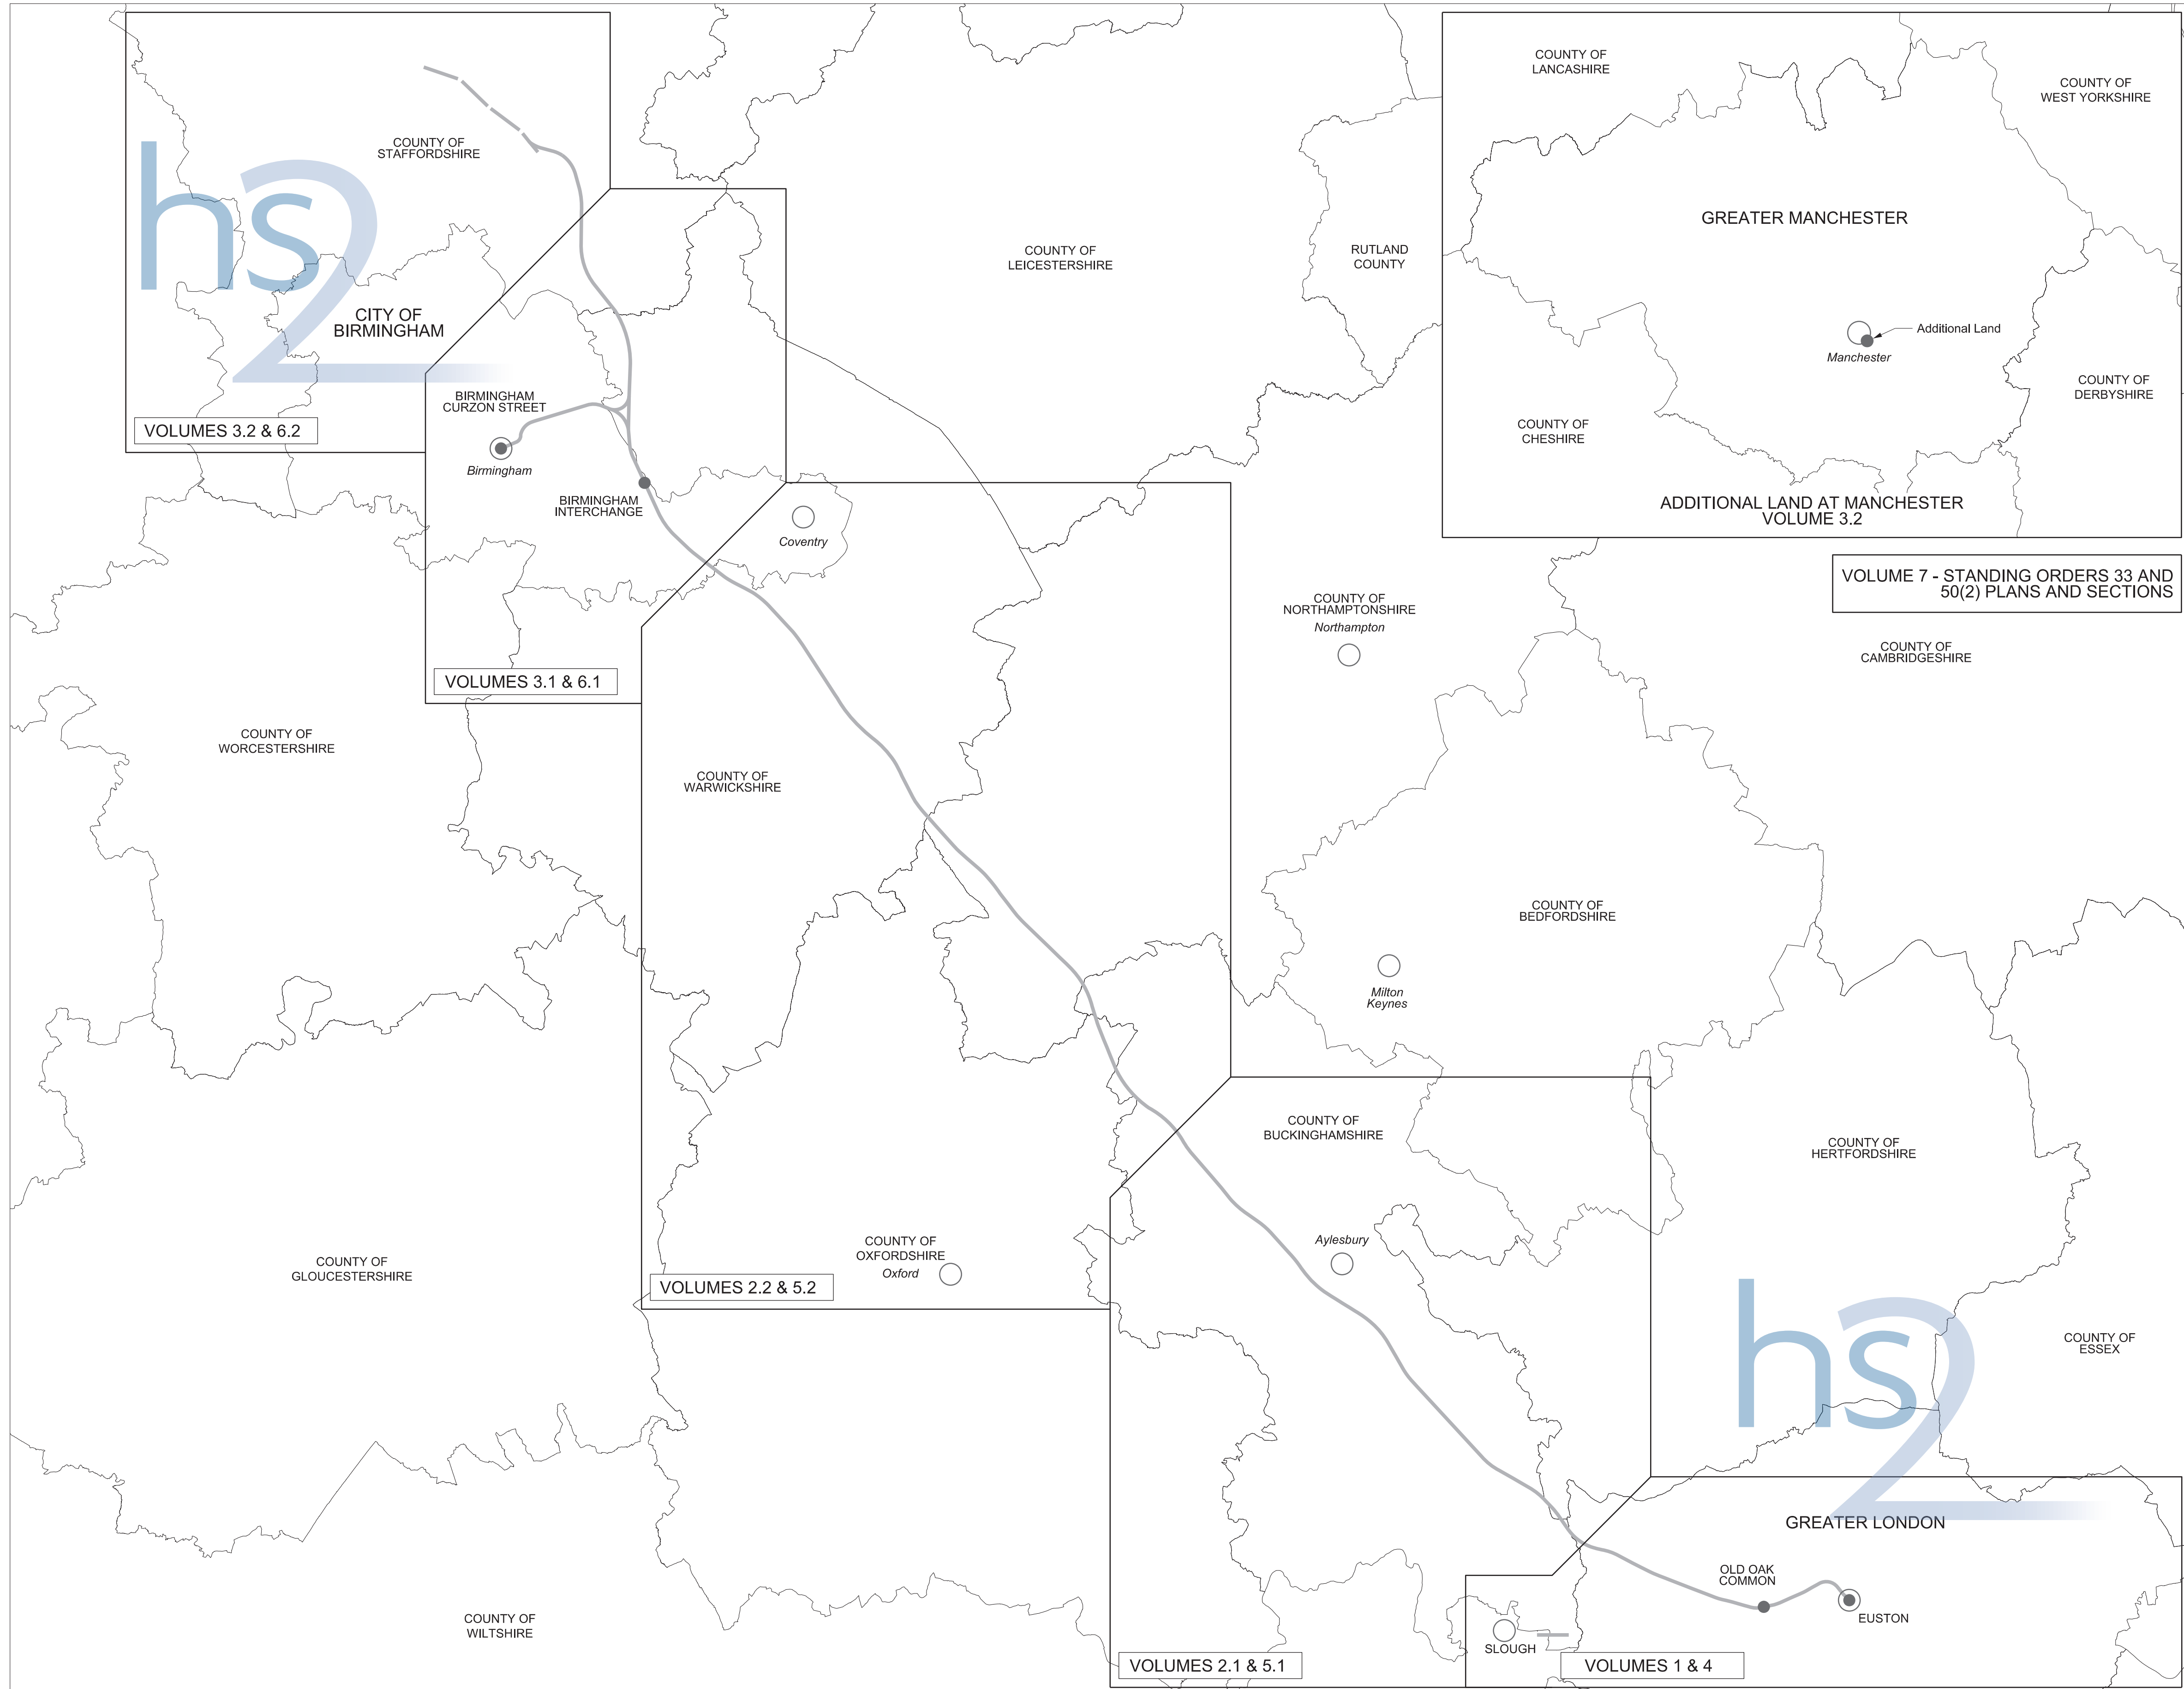 COUNTY OF
STAFFORDSHIRE
hs2
CITY OF
BIRMINGHAM
BIRMINGHAM
CURZON STREET
VOLUMES 3.2 & 6.2
Birmingham
BIRMINGHAM
INTERCHANGE
Coventry
VOLUMES 3.1 & 6.1
COUNTY OF
LEICESTERSHIRE
RUTLAND
COUNTY
COUNTY OF
LANCASHIRE
COUNTY OF
WEST YORKSHIRE
GREATER MANCHESTER
Additional Land
Manchester
COUNTY OF
DERBYSHIRE
COUNTY OF
CHESHIRE
ADDITIONAL LAND AT MANCHESTER
VOLUME 3.2
VOLUME 7 - STANDING ORDERS 33 AND
50(2) PLANS AND SECTIONS
COUNTY OF
NORTHAMPTONSHIRE
Northampton
COUNTY OF
CAMBRIDGESHIRE
COUNTY OF
WORCESTERSHIRE
COUNTY OF
WARWICKSHIRE
COUNTY OF
BEDFORDSHIRE
Milton
Keynes
COUNTY OF
BUCKINGHAMSHIRE
COUNTY OF
HERTFORDSHIRE
COUNTY OF
GLOUCESTERSHIRE
COUNTY OF
OXFORDSHIRE
Oxford
VOLUMES 2.2 & 5.2
Aylesbury
hs2
COUNTY OF
ESSEX
GREATER LONDON
OLD OAK
COMMON
EUSTON
COUNTY OF
WILTSHIRE
SLOUGH
VOLUMES 2.1 & 5.1
VOLUMES 1 & 4